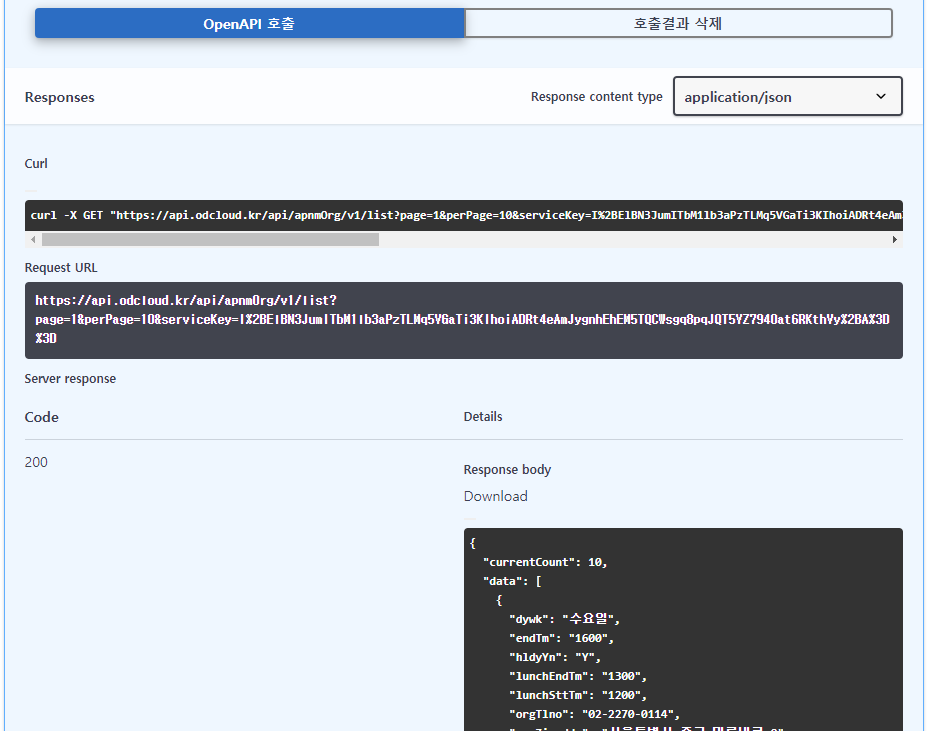 OpenAPI 호출
호출결과 삭제
Responses
Response content type
application/json
Curl
curl -X GET "https://api.odcloud.kr/api/apnmOrg/v1/list?page=1&perPage=10&serviceKey=I%2BElBN3JumITbM1lb3aPzTLMq5VGaTi3KIhoiADRt4eAmJ
Request URL
https://api.odcloud.kr/api/apnmOrg/v1/list?
page=1&perPage=10&serviceKey=I%2BElBN3JumITbM1lb3aPzTLMq5VGaTi3KIhoiADRt4eAmJygnhEhEM5TQCWsgq8pqJQT5YZ794Oat6RKthVy%2BA%3D
%3D
Server response
Code
Details
200
Response body
Download
{
"currentCount": 10,
"data": [
{
"dywk": "수요일",
"endTm": "1600",
"hldyYn": "Y",
"lunchEndTm": "1300",
"lunchSttTm": "1200",
"orgTlno": "02-2270-0114",